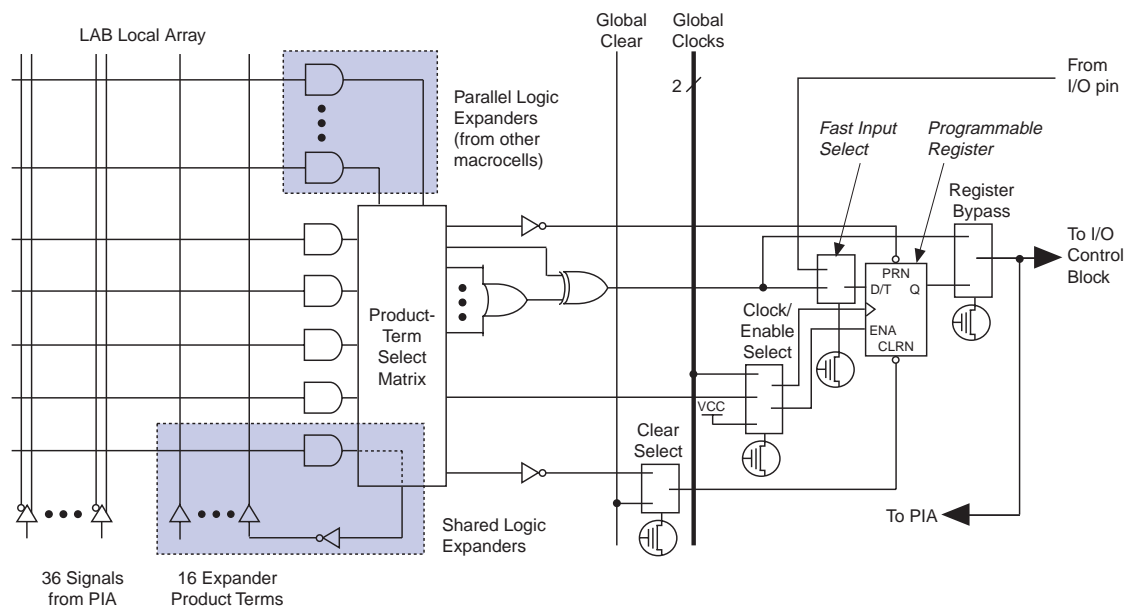 LAB Local Array
Global
Clear
Global
Clocks
2
From
I/O pin
Parallel Logic
Expanders
(from other
macrocells)
Fast Input
Select
Programmable
Register
Register
Bypass
To I/O
Control
Block
PRN
D/T
Q
ENA
CLRN
Clock/
Enable
Select
Product-
Term
Select
Matrix
VCC
Clear
Select
To PIA
Shared Logic
Expanders
36 Signals
from PIA
16 Expander
Product Terms